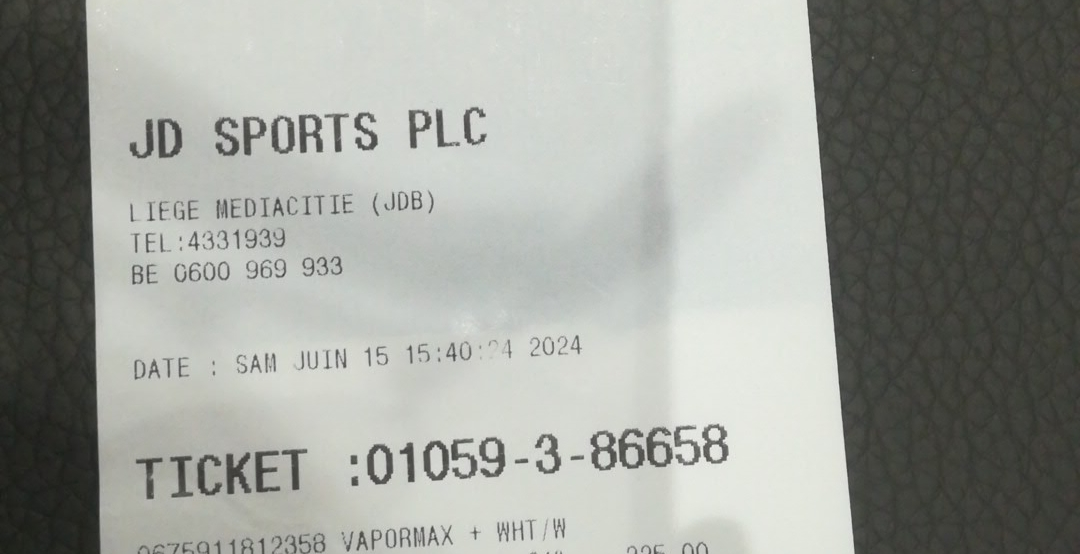 JD SPORTS PLC
LIEGE MEDIACITIE (JDB)
TEL:4331939
BE 0600 969 933
DATE : SAM JUIN 15 15:40:24 2024
TICKET :01059-3-86658
0675911812358 VAPORMAX + WHT/W